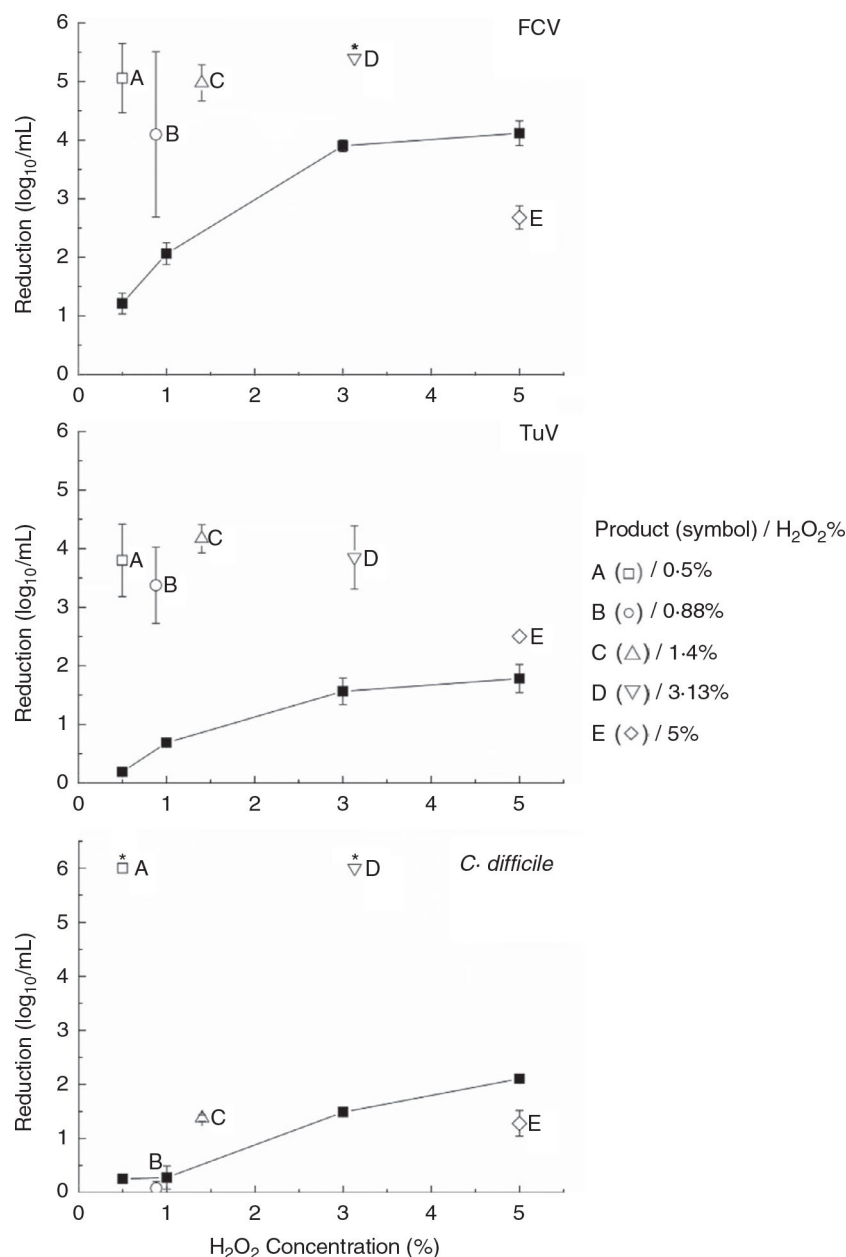 FCV
6
5
4
3
2
1
0
Reduction (log₁₀/mL)
*
A
B
C
D
E
0 1 2 3 4 5
TuV
6
5
4
3
2
1
0
Reduction (log₁₀/mL)
A
B
C
D
E
0 1 2 3 4 5
Product (symbol) / H₂O₂%
A (□) / 0·5%
B (○) / 0·88%
C (△) / 1·4%
D (▽) / 3·13%
E (◇) / 5%
C· difficile
6
5
4
3
2
1
0
Reduction (log₁₀/mL)
* A
* D
B
C
E
0 1 2 3 4 5
H₂O₂ Concentration (%)